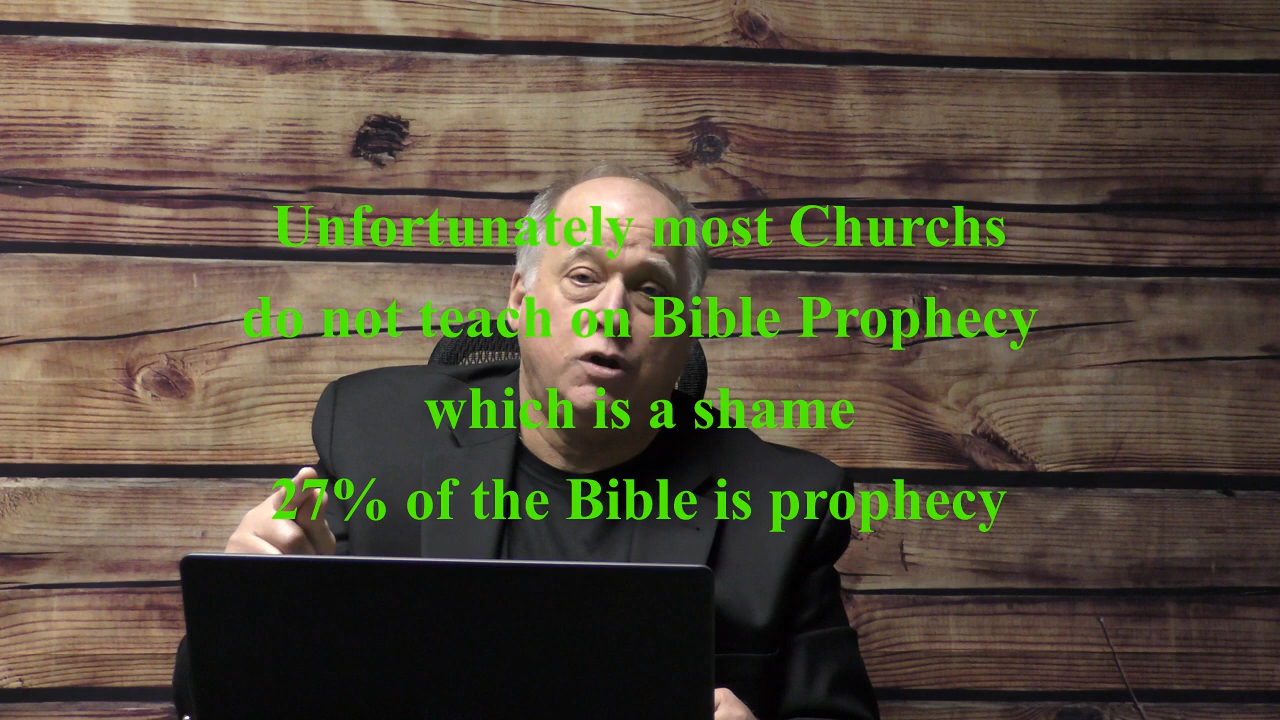 Unfortunately most Churchs
do not teach on Bible Prophecy
which is a shame
27% of the Bible is prophecy